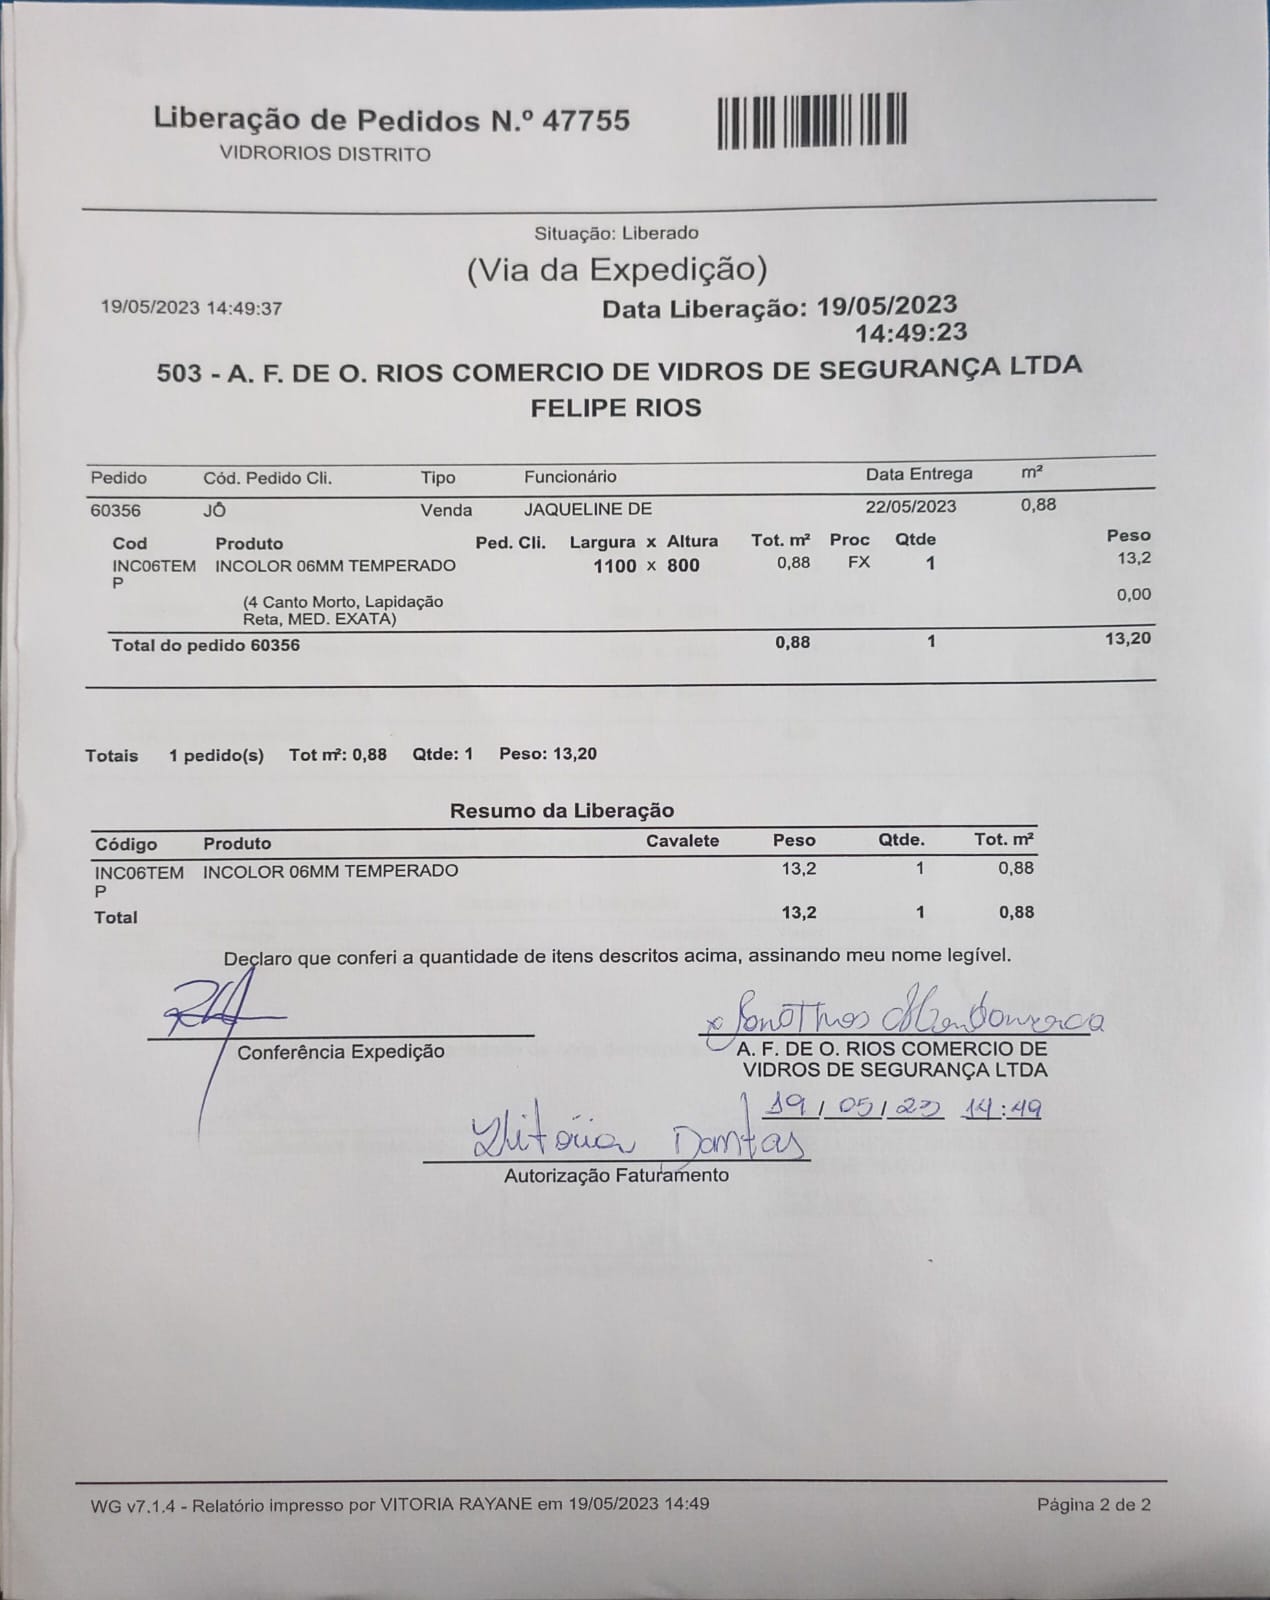 Liberação de Pedidos N.º 47755
VIDRORIOS DISTRITO
Situação: Liberado
(Via da Expedição)
19/05/2023 14:49:37 Data Liberação: 19/05/2023
14:49:23
503 - A. F. DE O. RIOS COMERCIO DE VIDROS DE SEGURANÇA LTDA
FELIPE RIOS
Pedido Cód. Pedido Cli. Tipo Funcionário Data Entrega m²
60356 JÔ Venda JAQUELINE DE 22/05/2023 0,88
Cod Produto Ped. Cli. Largura x Altura Tot. m² Proc Qtde Peso
INC06TEM INCOLOR 06MM TEMPERADO 1100 x 800 0,88 FX 1 13,2
P
(4 Canto Morto, Lapidação 0,00
Reta, MED. EXATA)
Total do pedido 60356 0,88 1 13,20
Totais 1 pedido(s) Tot m²: 0,88 Qtde: 1 Peso: 13,20
Resumo da Liberação
Código Produto Cavalete Peso Qtde. Tot. m²
INC06TEM INCOLOR 06MM TEMPERADO 13,2 1 0,88
P
Total 13,2 1 0,88
Declaro que conferi a quantidade de itens descritos acima, assinando meu nome legível.
Conferência Expedição
A. F. DE O. RIOS COMERCIO DE
VIDROS DE SEGURANÇA LTDA
19/05/23 14:49
Vitória Dantas
Autorização Faturamento
WG v7.1.4 - Relatório impresso por VITORIA RAYANE em 19/05/2023 14:49 Página 2 de 2